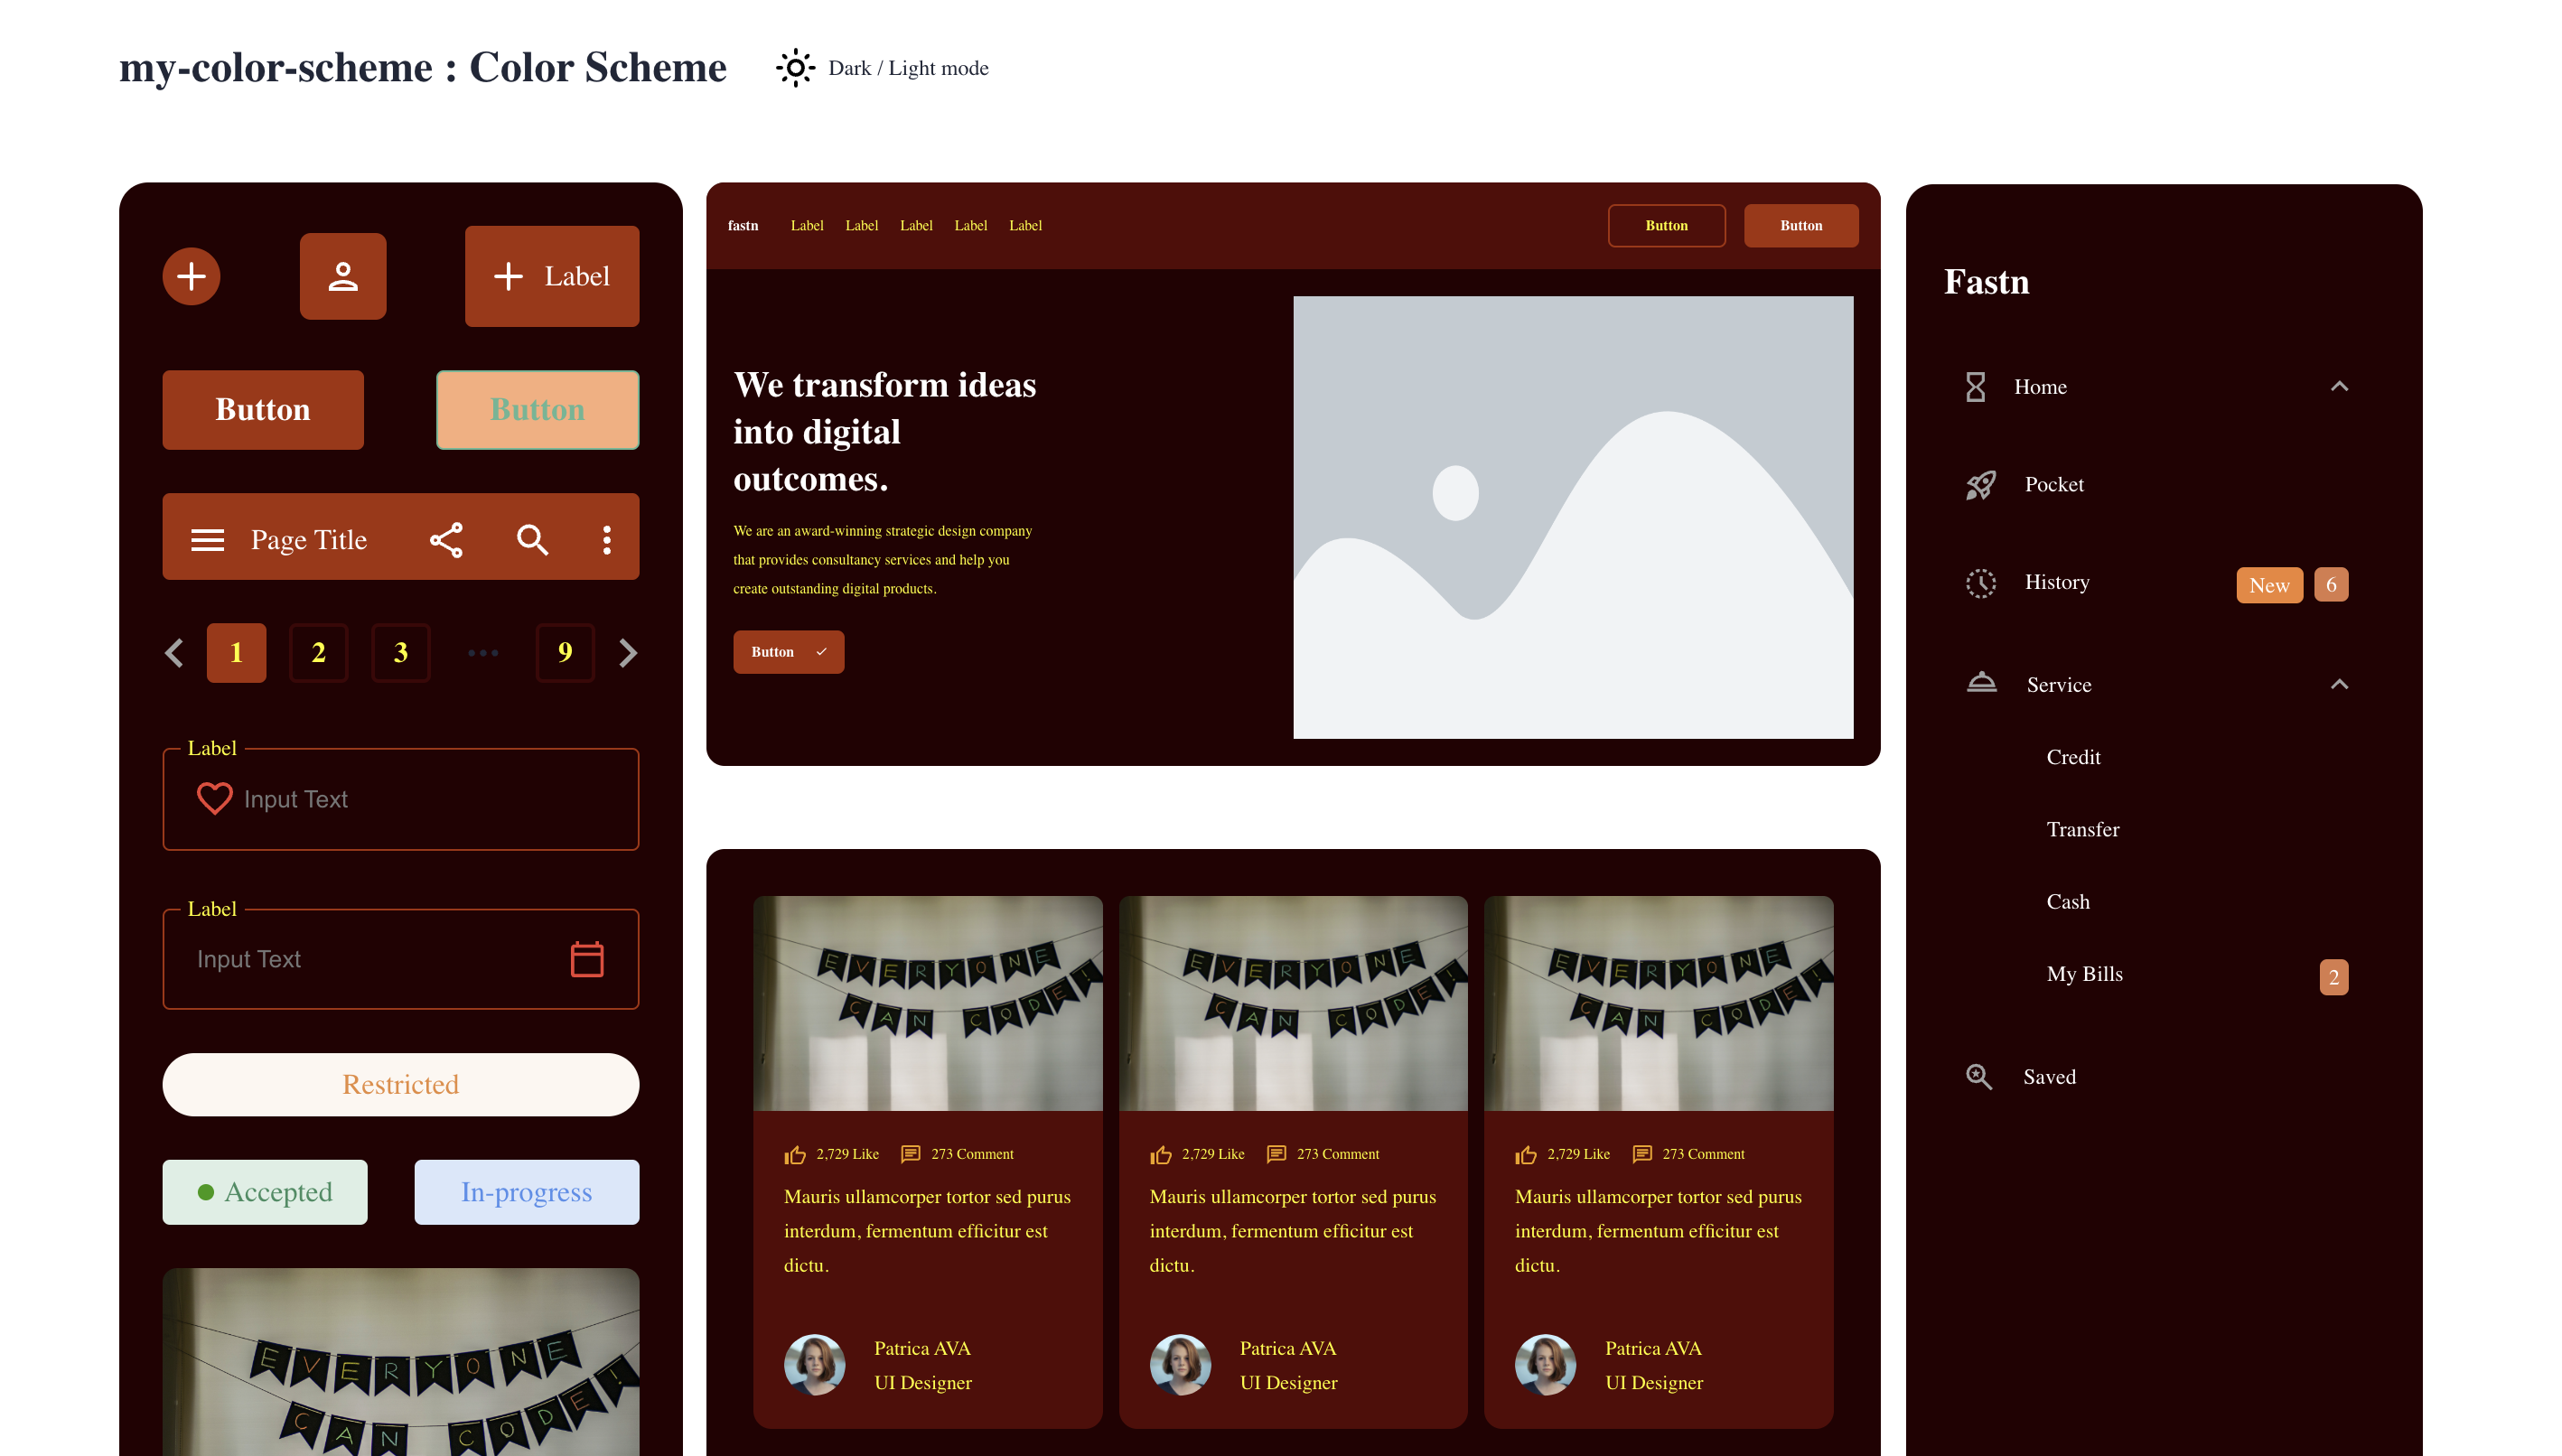 my-color-scheme : Color Scheme
Dark / Light mode
Label
Button
Button
Page Title
1
2
3
9
Label
Input Text
Label
Input Text
Restricted
Accepted
In-progress
EVERYONE
CAN CODE!
fastn
Label
Label
Label
Label
Label
Button
Button
We transform ideas
into digital
outcomes.
We are an award-winning strategic design company
that provides consultancy services and help you
create outstanding digital products.
Button
EVERYONE
CAN CODE!
2,729 Like
273 Comment
Mauris ullamcorper tortor sed purus
interdum, fermentum efficitur est
dictu.
Patrica AVA
UI Designer
EVERYONE
CAN CODE!
2,729 Like
273 Comment
Mauris ullamcorper tortor sed purus
interdum, fermentum efficitur est
dictu.
Patrica AVA
UI Designer
EVERYONE
CAN CODE!
2,729 Like
273 Comment
Mauris ullamcorper tortor sed purus
interdum, fermentum efficitur est
dictu.
Patrica AVA
UI Designer
Fastn
Home
Pocket
History
New
6
Service
Credit
Transfer
Cash
My Bills
2
Saved